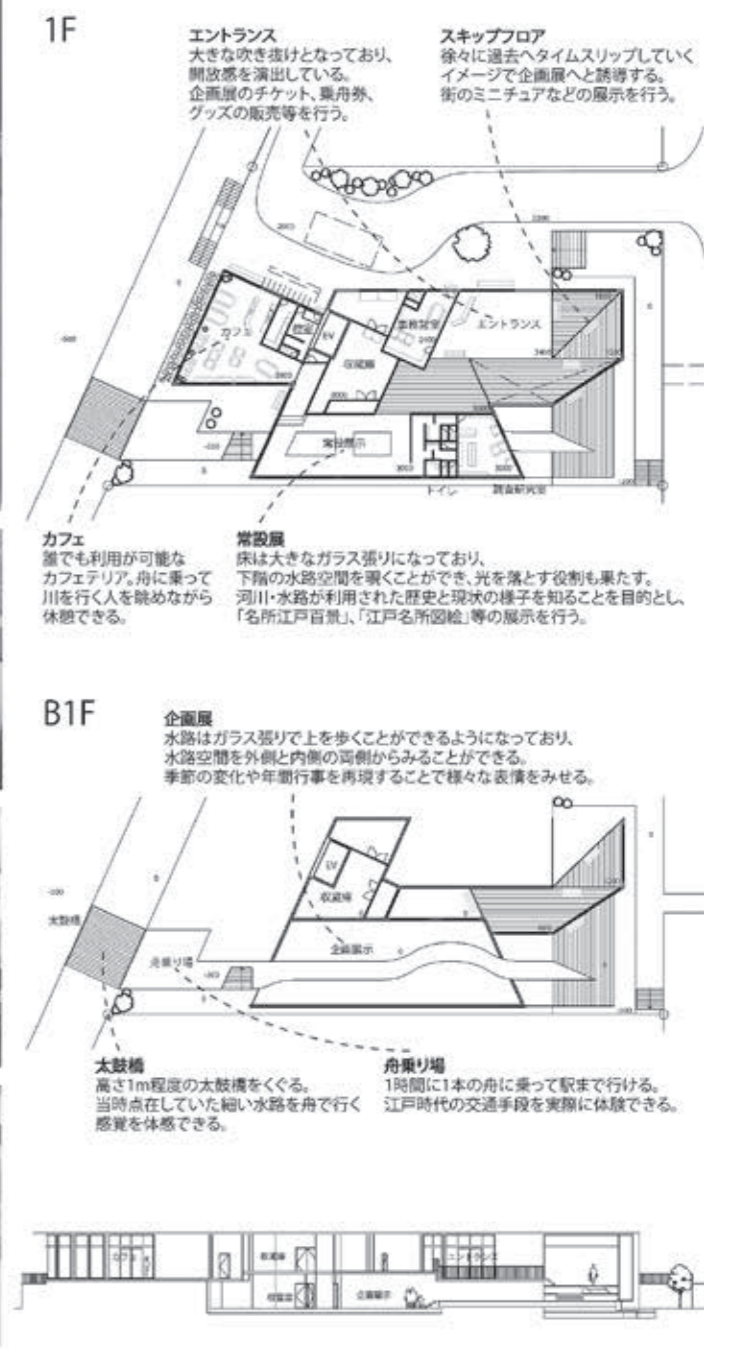 1F
エントランス
大きな吹き抜けとなっており、
開放感を演出している。
企画展のチケット、乗舟券、
グッズの販売等を行う。
スキップフロア
徐々に過去へタイムスリップしていく
イメージで企画展へと誘導する。
街のミニチュアなどの展示を行う。
カフェ
EV
収蔵庫
エントランス
常設展示
トイレ
調査研究室
カフェ
誰でも利用が可能な
カフェテリア。舟に乗って
川を行く人を眺めながら
休憩できる。
常設展
床は大きなガラス張りになっており、
下階の水路空間を覗くことができ、光を落とす役割も果たす。
河川・水路が利用された歴史と現状の様子を知ることを目的とし、
「名所江戸百景」、「江戸名所図絵」等の展示を行う。
B1F
企画展
水路はガラス張りで上を歩くことができるようになっており、
水路空間を外側と内側の両側からみることができる。
季節の変化や年間行事を再現することで様々な表情をみせる。
EV
収蔵庫
太鼓橋
舟乗り場
企画展示
太鼓橋
高さ1m程度の太鼓橋をくぐる。
当時点在していた細い水路を舟で行く
感覚を体感できる。
舟乗り場
1時間に1本の舟に乗って駅まで行ける。
江戸時代の交通手段を実際に体験できる。
カフェ
収蔵庫
エントランス
企画展示